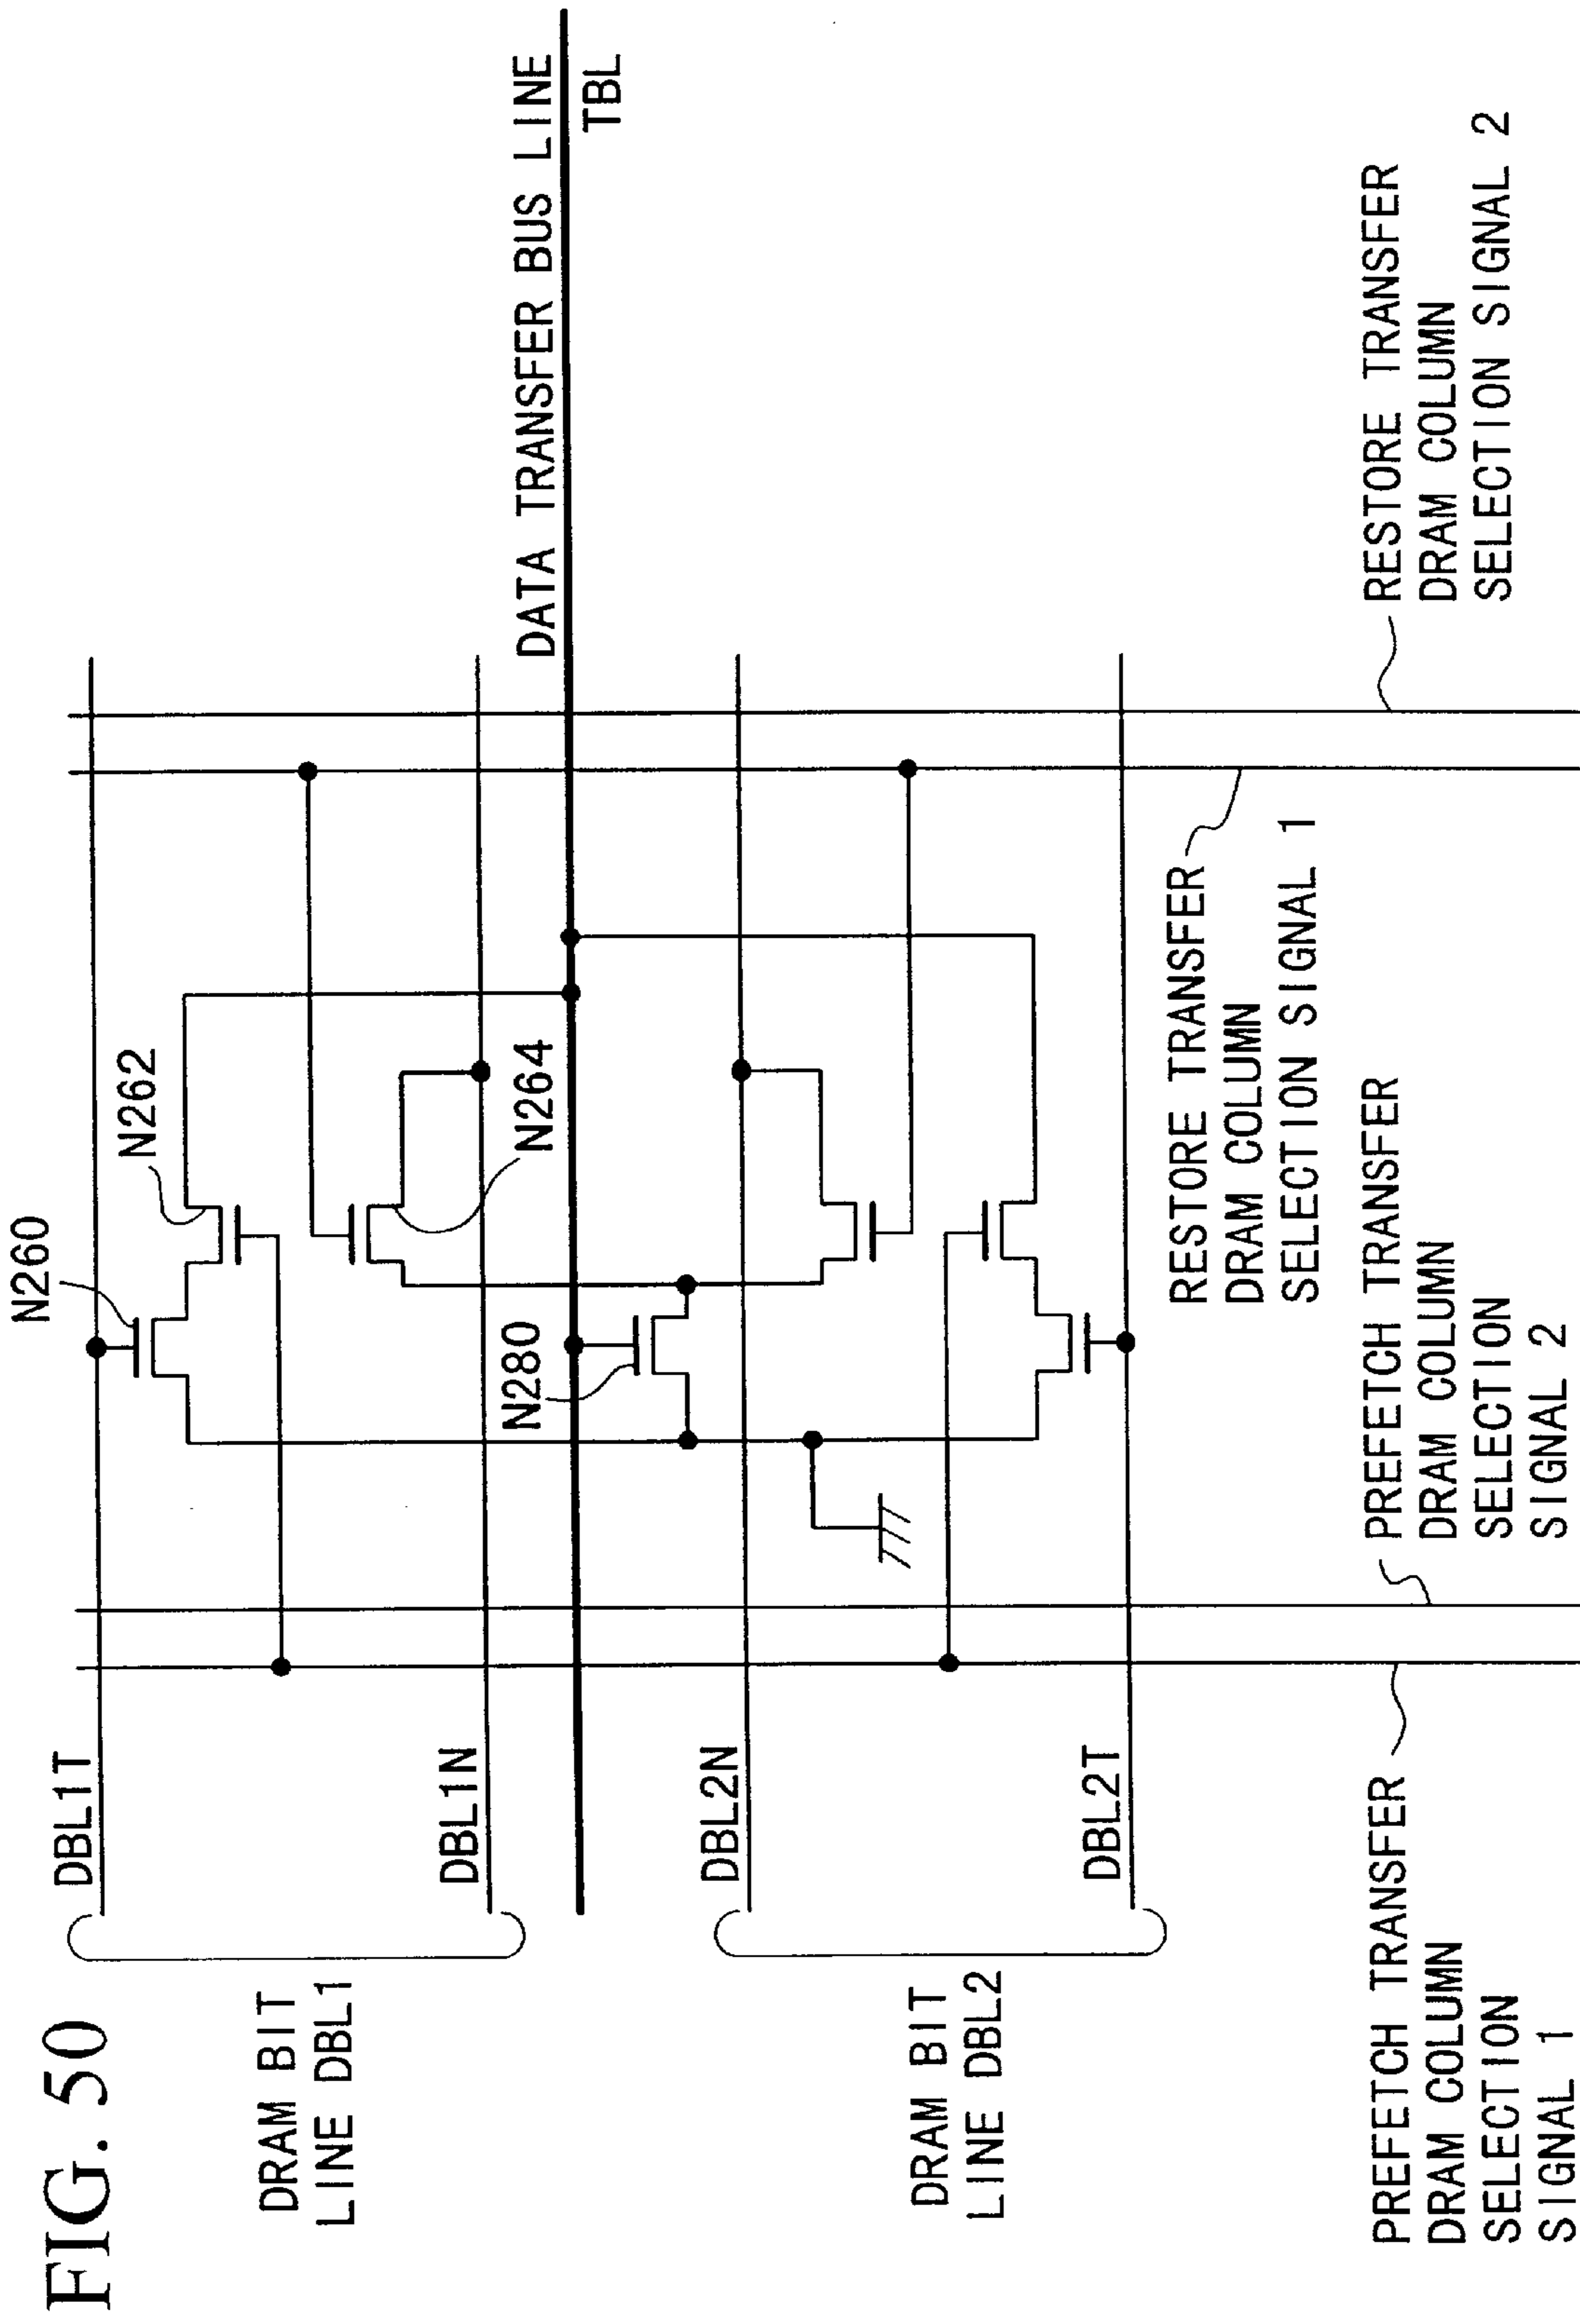 FIG. 50
DRAM BIT
LINE DBL1
DBL1T
DBL1N
N260
N262
N264
N280
DATA TRANSFER BUS LINE
TBL
DRAM BIT
LINE DBL2
DBL2N
DBL2T
PREFETCH TRANSFER
DRAM COLUMN
SELECTION
SIGNAL 1
PREFETCH TRANSFER
DRAM COLUMN
SELECTION
SIGNAL 2
RESTORE TRANSFER
DRAM COLUMN
SELECTION SIGNAL 1
RESTORE TRANSFER
DRAM COLUMN
SELECTION SIGNAL 2